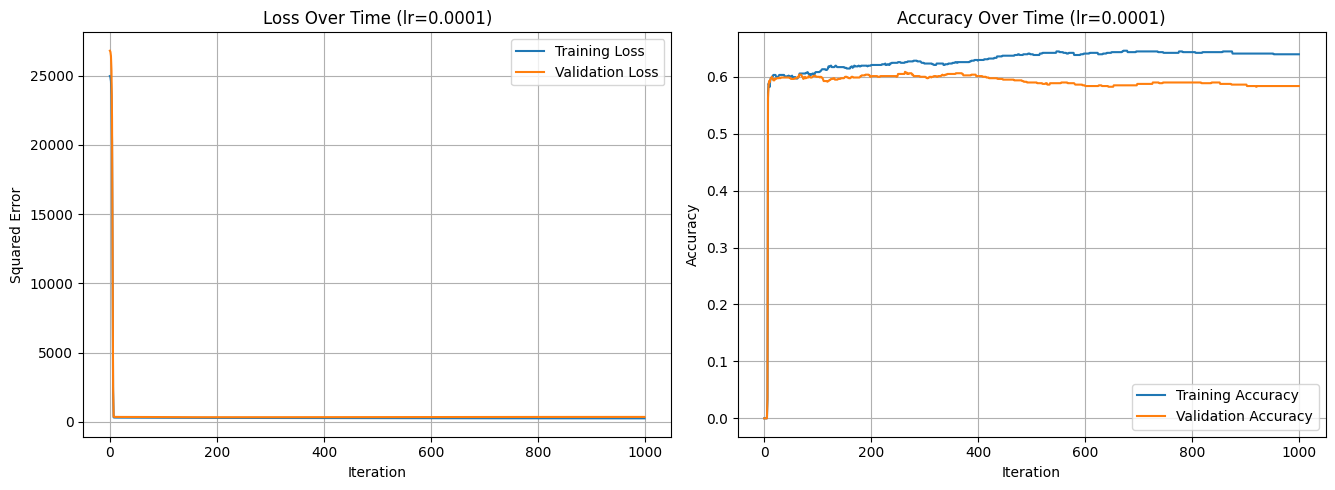 Loss Over Time (lr=0.0001)
Squared Error
25000
20000
15000
10000
5000
0
Training Loss
Validation Loss
0 200 400 600 800 1000
Iteration
Accuracy Over Time (lr=0.0001)
Accuracy
0.6
0.5
0.4
0.3
0.2
0.1
0.0
Training Accuracy
Validation Accuracy
0 200 400 600 800 1000
Iteration